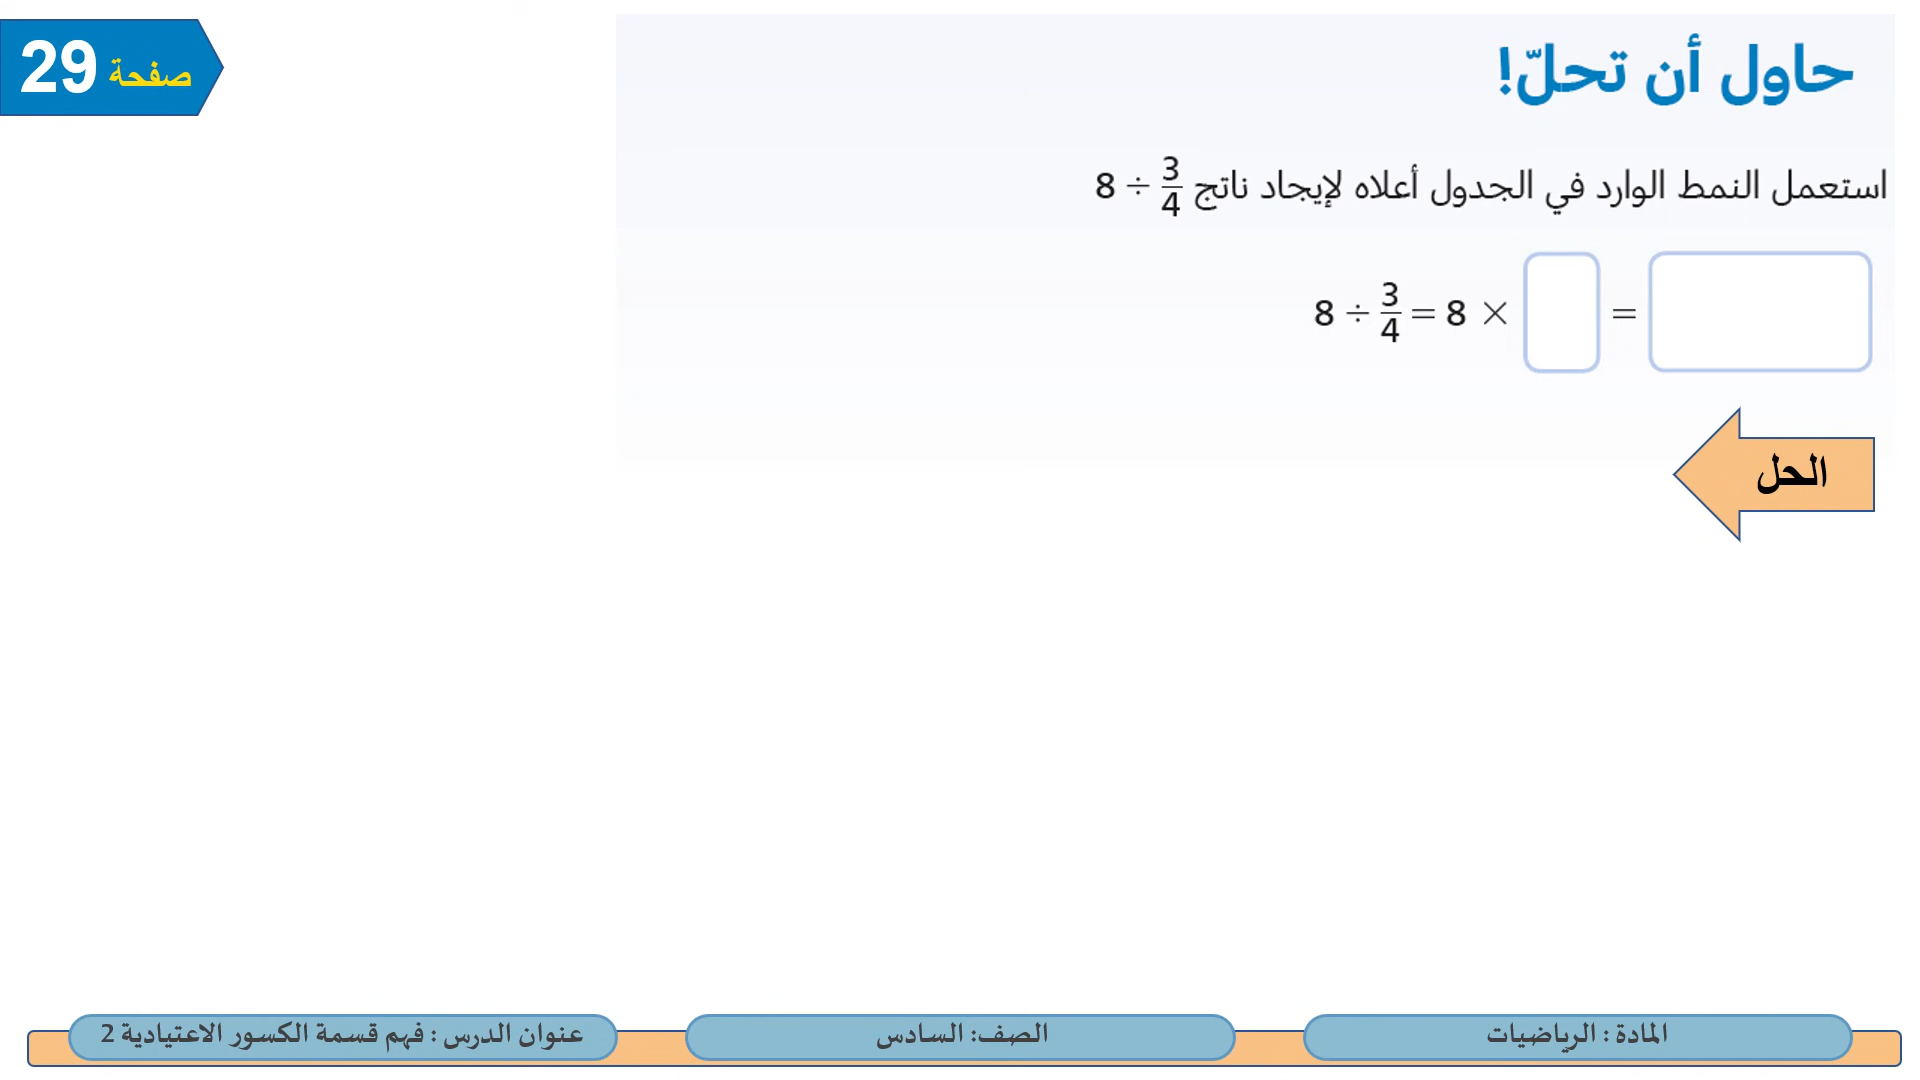 صفحة 29
حاول أن تحلّ!
استعمل النمط الوارد في الجدول أعلاه لإيجاد ناتج 8 ÷ 3/4
8 ÷ 3/4 = 8 × =
الحل
المادة : الرياضيات
الصف: السادس
عنوان الدرس : فهم قسمة الكسور الاعتيادية 2